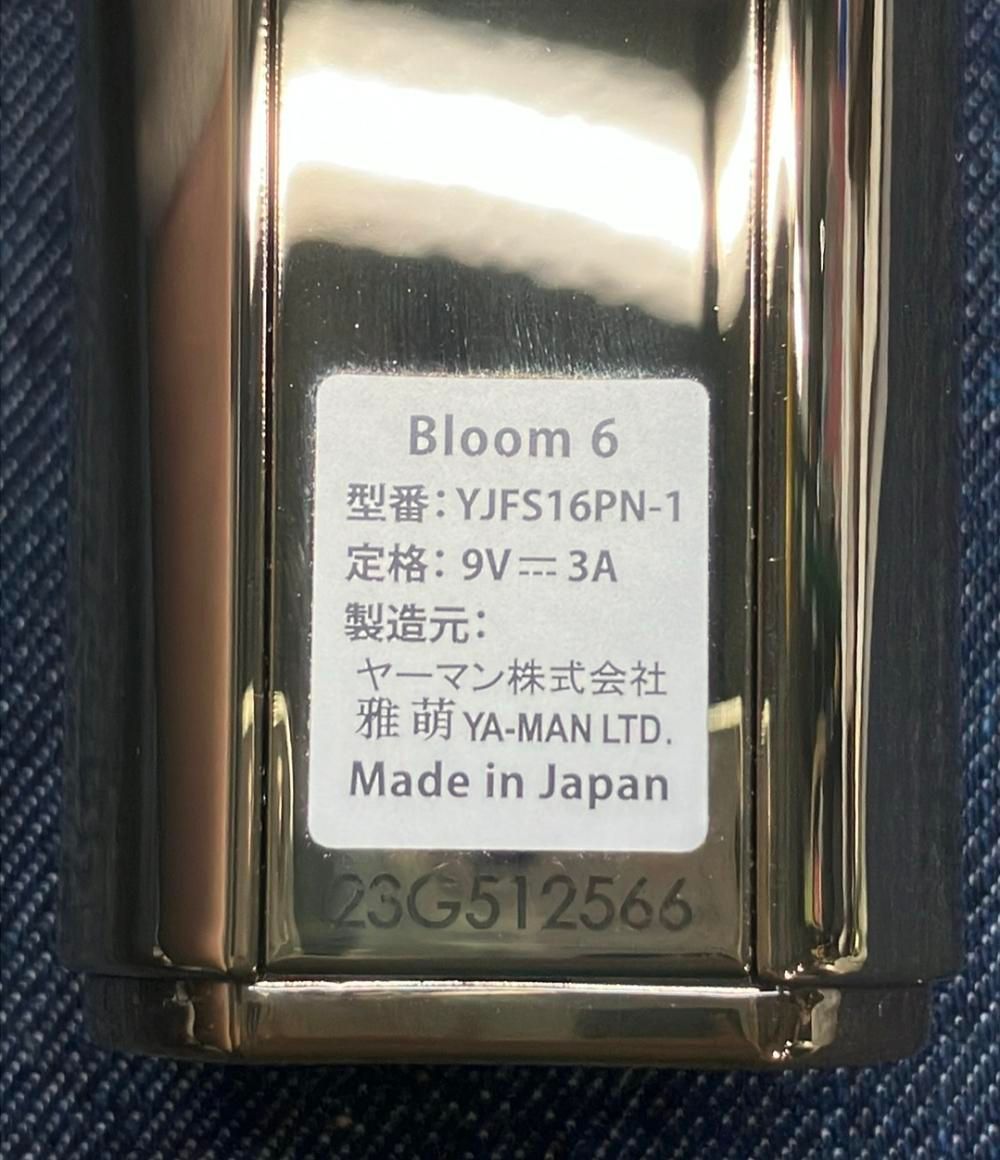 Bloom 6
型番：YJFS16PN-1
定格：9V⎓3A
製造元：
ヤーマン株式会社
雅萌 YA-MAN LTD.
Made in Japan
23G512566